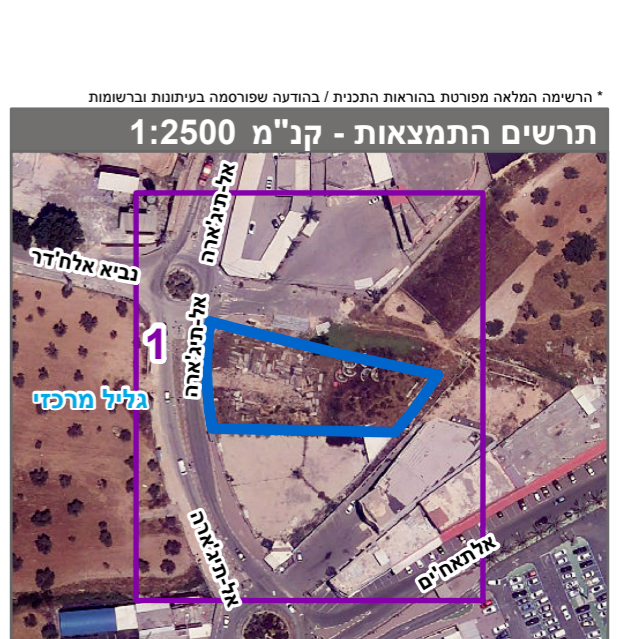 * הרשימה המלאה מפורטת בהוראות התכנית / בהודעה שפורסמה בעיתונות וברשומות
תרשים התמצאות - קנ"מ 1:2500
אל-תיג'ארה
נביא אלח'דר
אל-תיג'ארה
1
גליל מרכזי
אל-תיג'ארה
אלתאח'ים